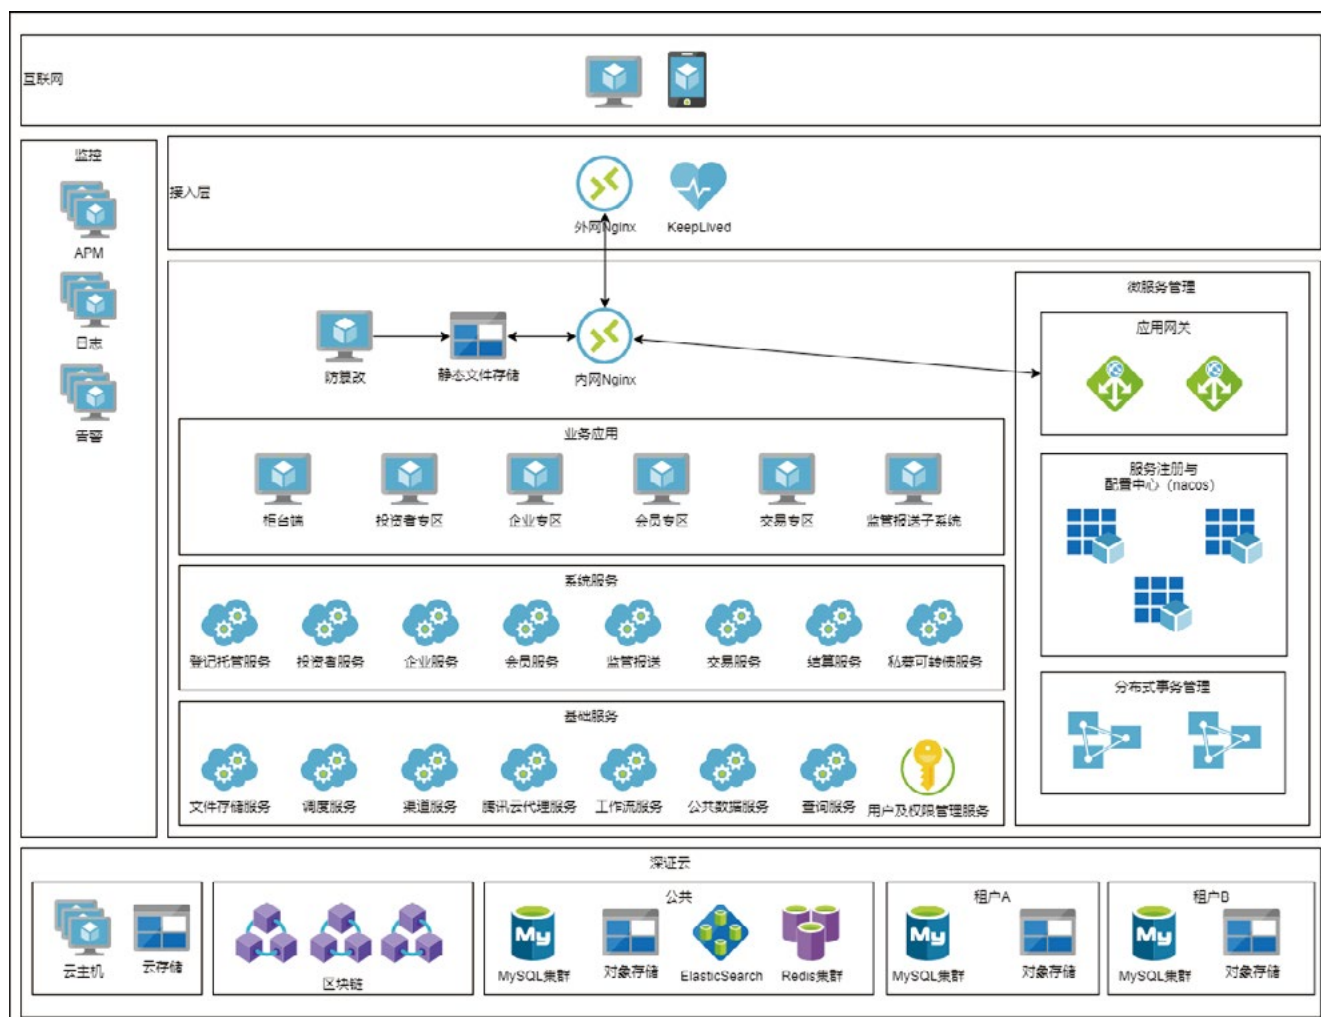 互联网
监控
APM
日志
告警
接入层
外网Nginx
KeepLived
防篡改
静态文件存储
内网Nginx
微服务管理
应用网关
服务注册与
配置中心（nacos）
分布式事务管理
业务应用
柜台端
投资者专区
企业专区
会员专区
交易专区
监管报送子系统
系统服务
登记托管服务
投资者服务
企业服务
会员服务
监管报送
交易服务
结算服务
私募可转债服务
基础服务
文件存储服务
调度服务
渠道服务
腾讯云代理服务
工作流服务
公共数据服务
查询服务
用户及权限管理服务
深证云
云主机
云存储
区块链
公共
My
MySQL集群
对象存储
ElasticSearch
Redis集群
租户A
My
MySQL集群
对象存储
租户B
My
MySQL集群
对象存储